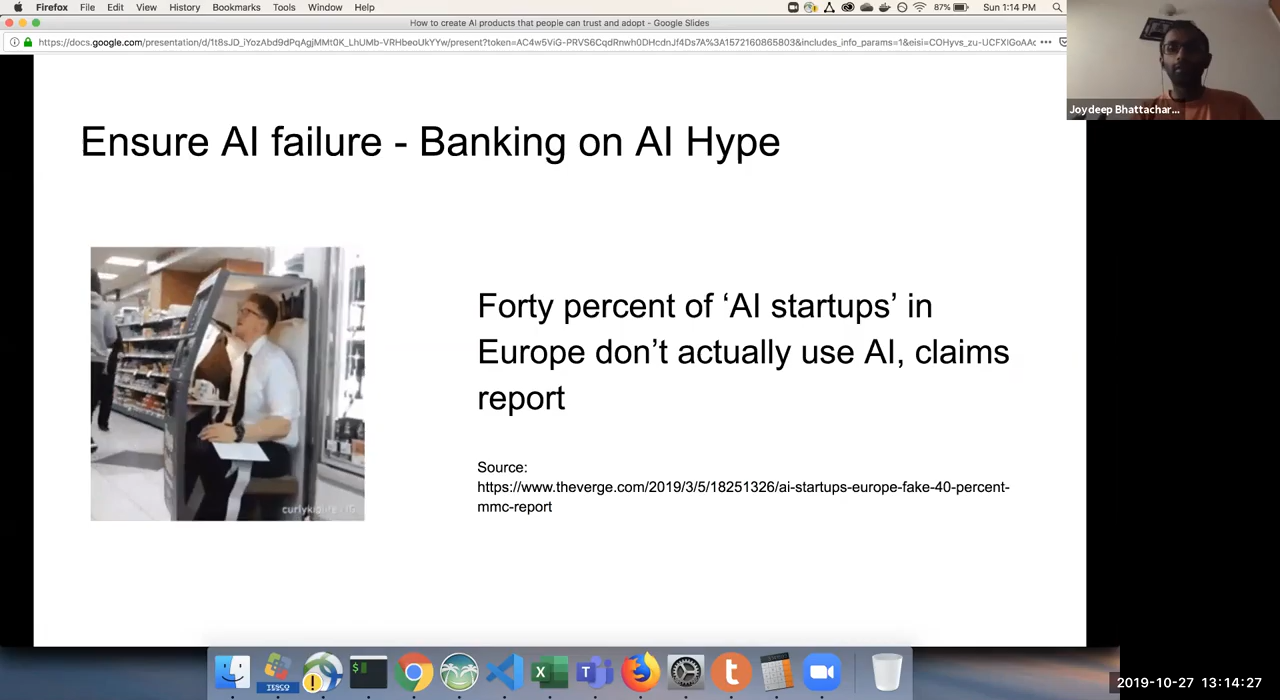 Firefox File Edit View History Bookmarks Tools Window Help
87%
Sun 1:14 PM
How to create AI products that people can trust and adopt - Google Slides
https://docs.google.com/presentation/d/1t8sJD_iYozAbd9dPqAgjMMt0K_LhUMb-VRHbeoUkYYw/present?token=AC4w5ViG-PRVS6CqdRnwh0DHcdnJf4Ds7A%3A1572160865803&includes_info_params=1&eisi=COHyvs_zu-UCFXIGoAAc
Joydeep Bhattachar...
Ensure AI failure - Banking on AI Hype
Forty percent of ‘AI startups’ in
Europe don’t actually use AI, claims
report
Source:
https://www.theverge.com/2019/3/5/18251326/ai-startups-europe-fake-40-percent-
mmc-report
TESCO
2019-10-27 13:14:27